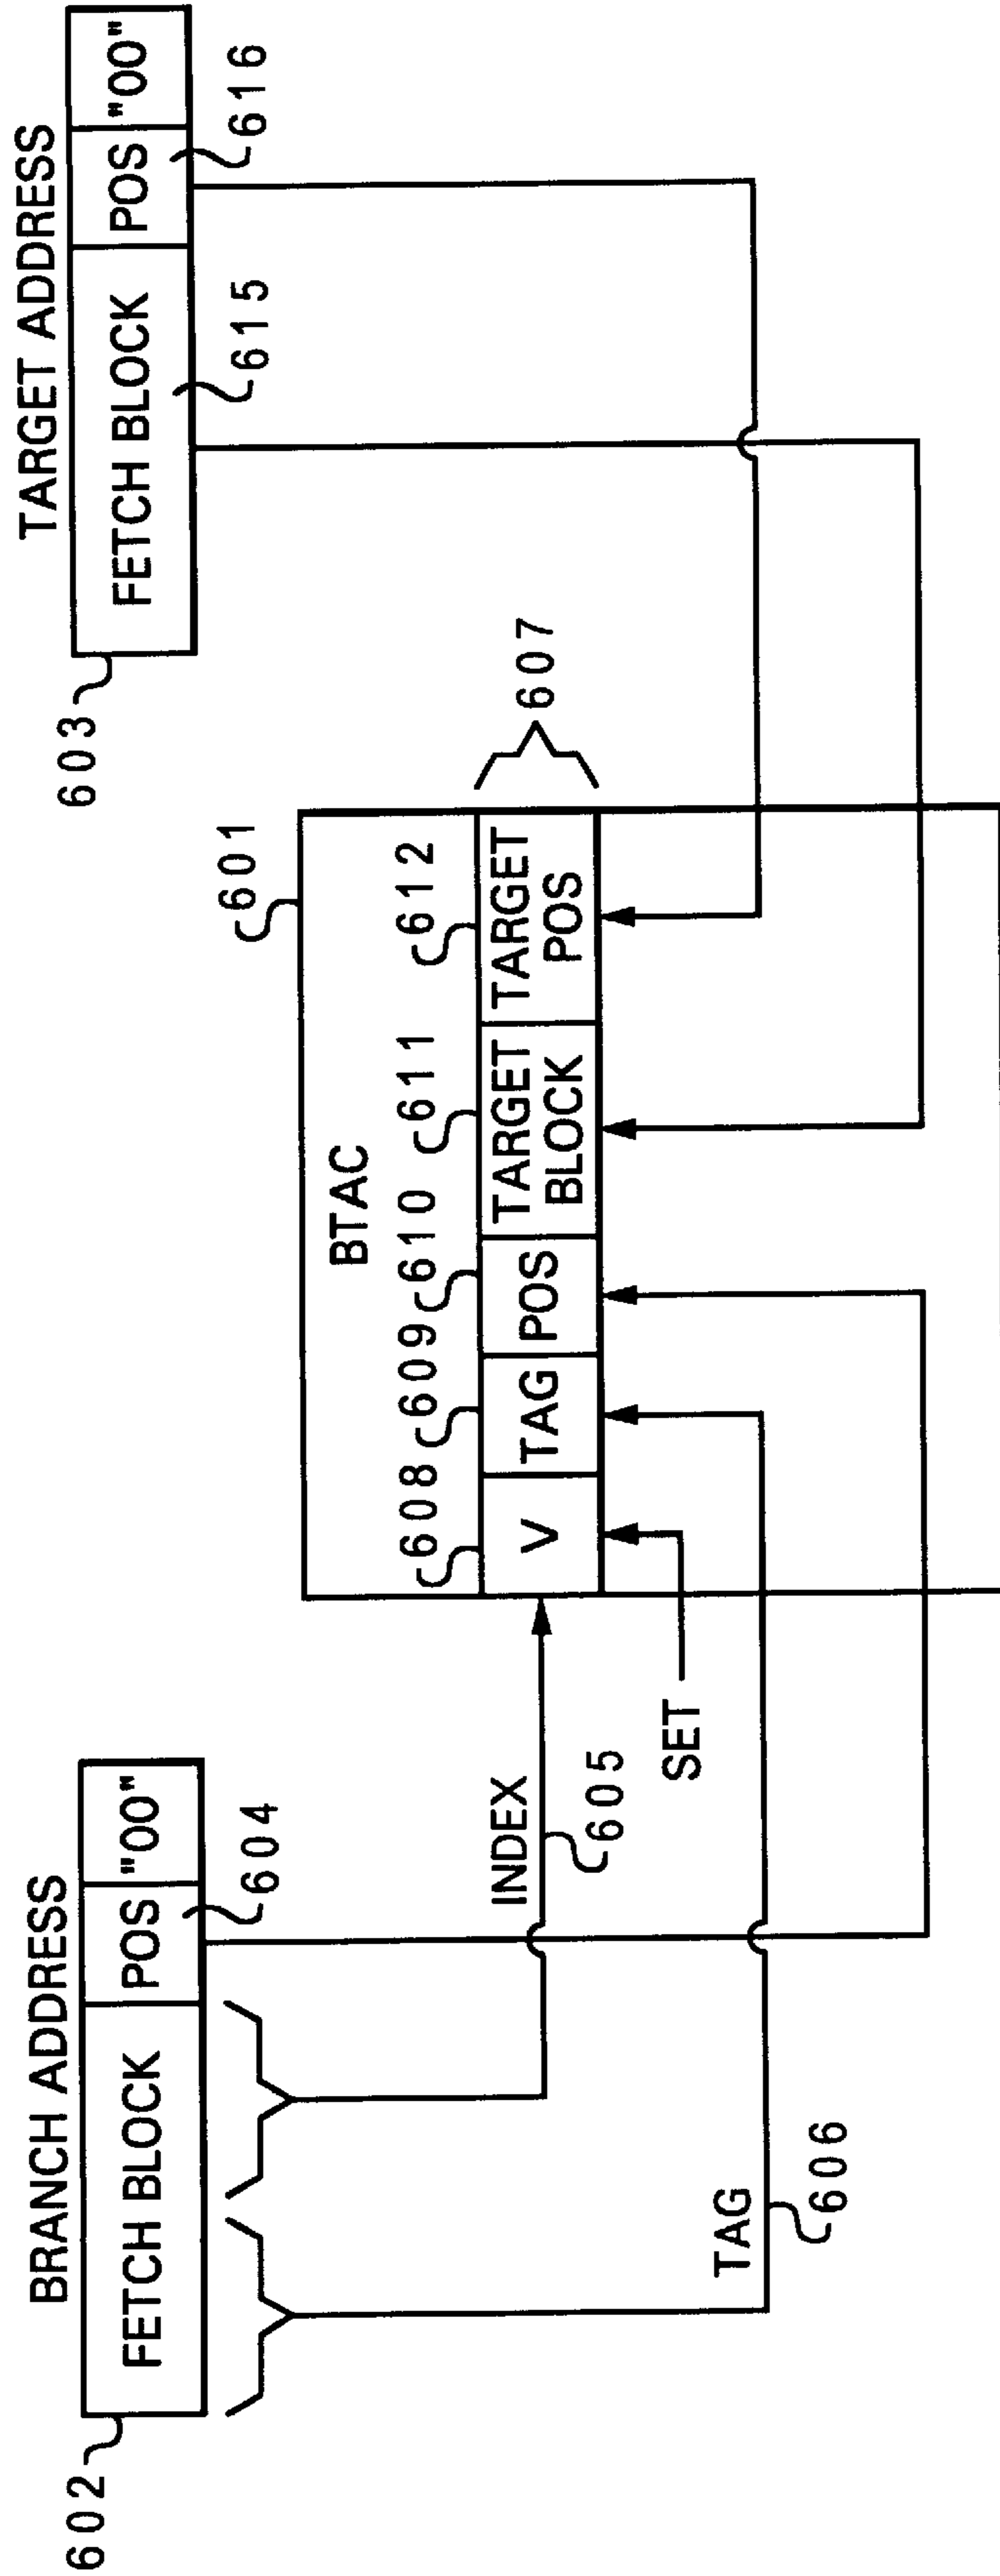 BRANCH ADDRESS
602
FETCH BLOCK POS "00"
604
TARGET ADDRESS
603
FETCH BLOCK POS "00"
615 616
601
BTAC
608 609 610 611 612
INDEX
605
V TAG POS TARGET BLOCK TARGET POS
607
SET
TAG
606